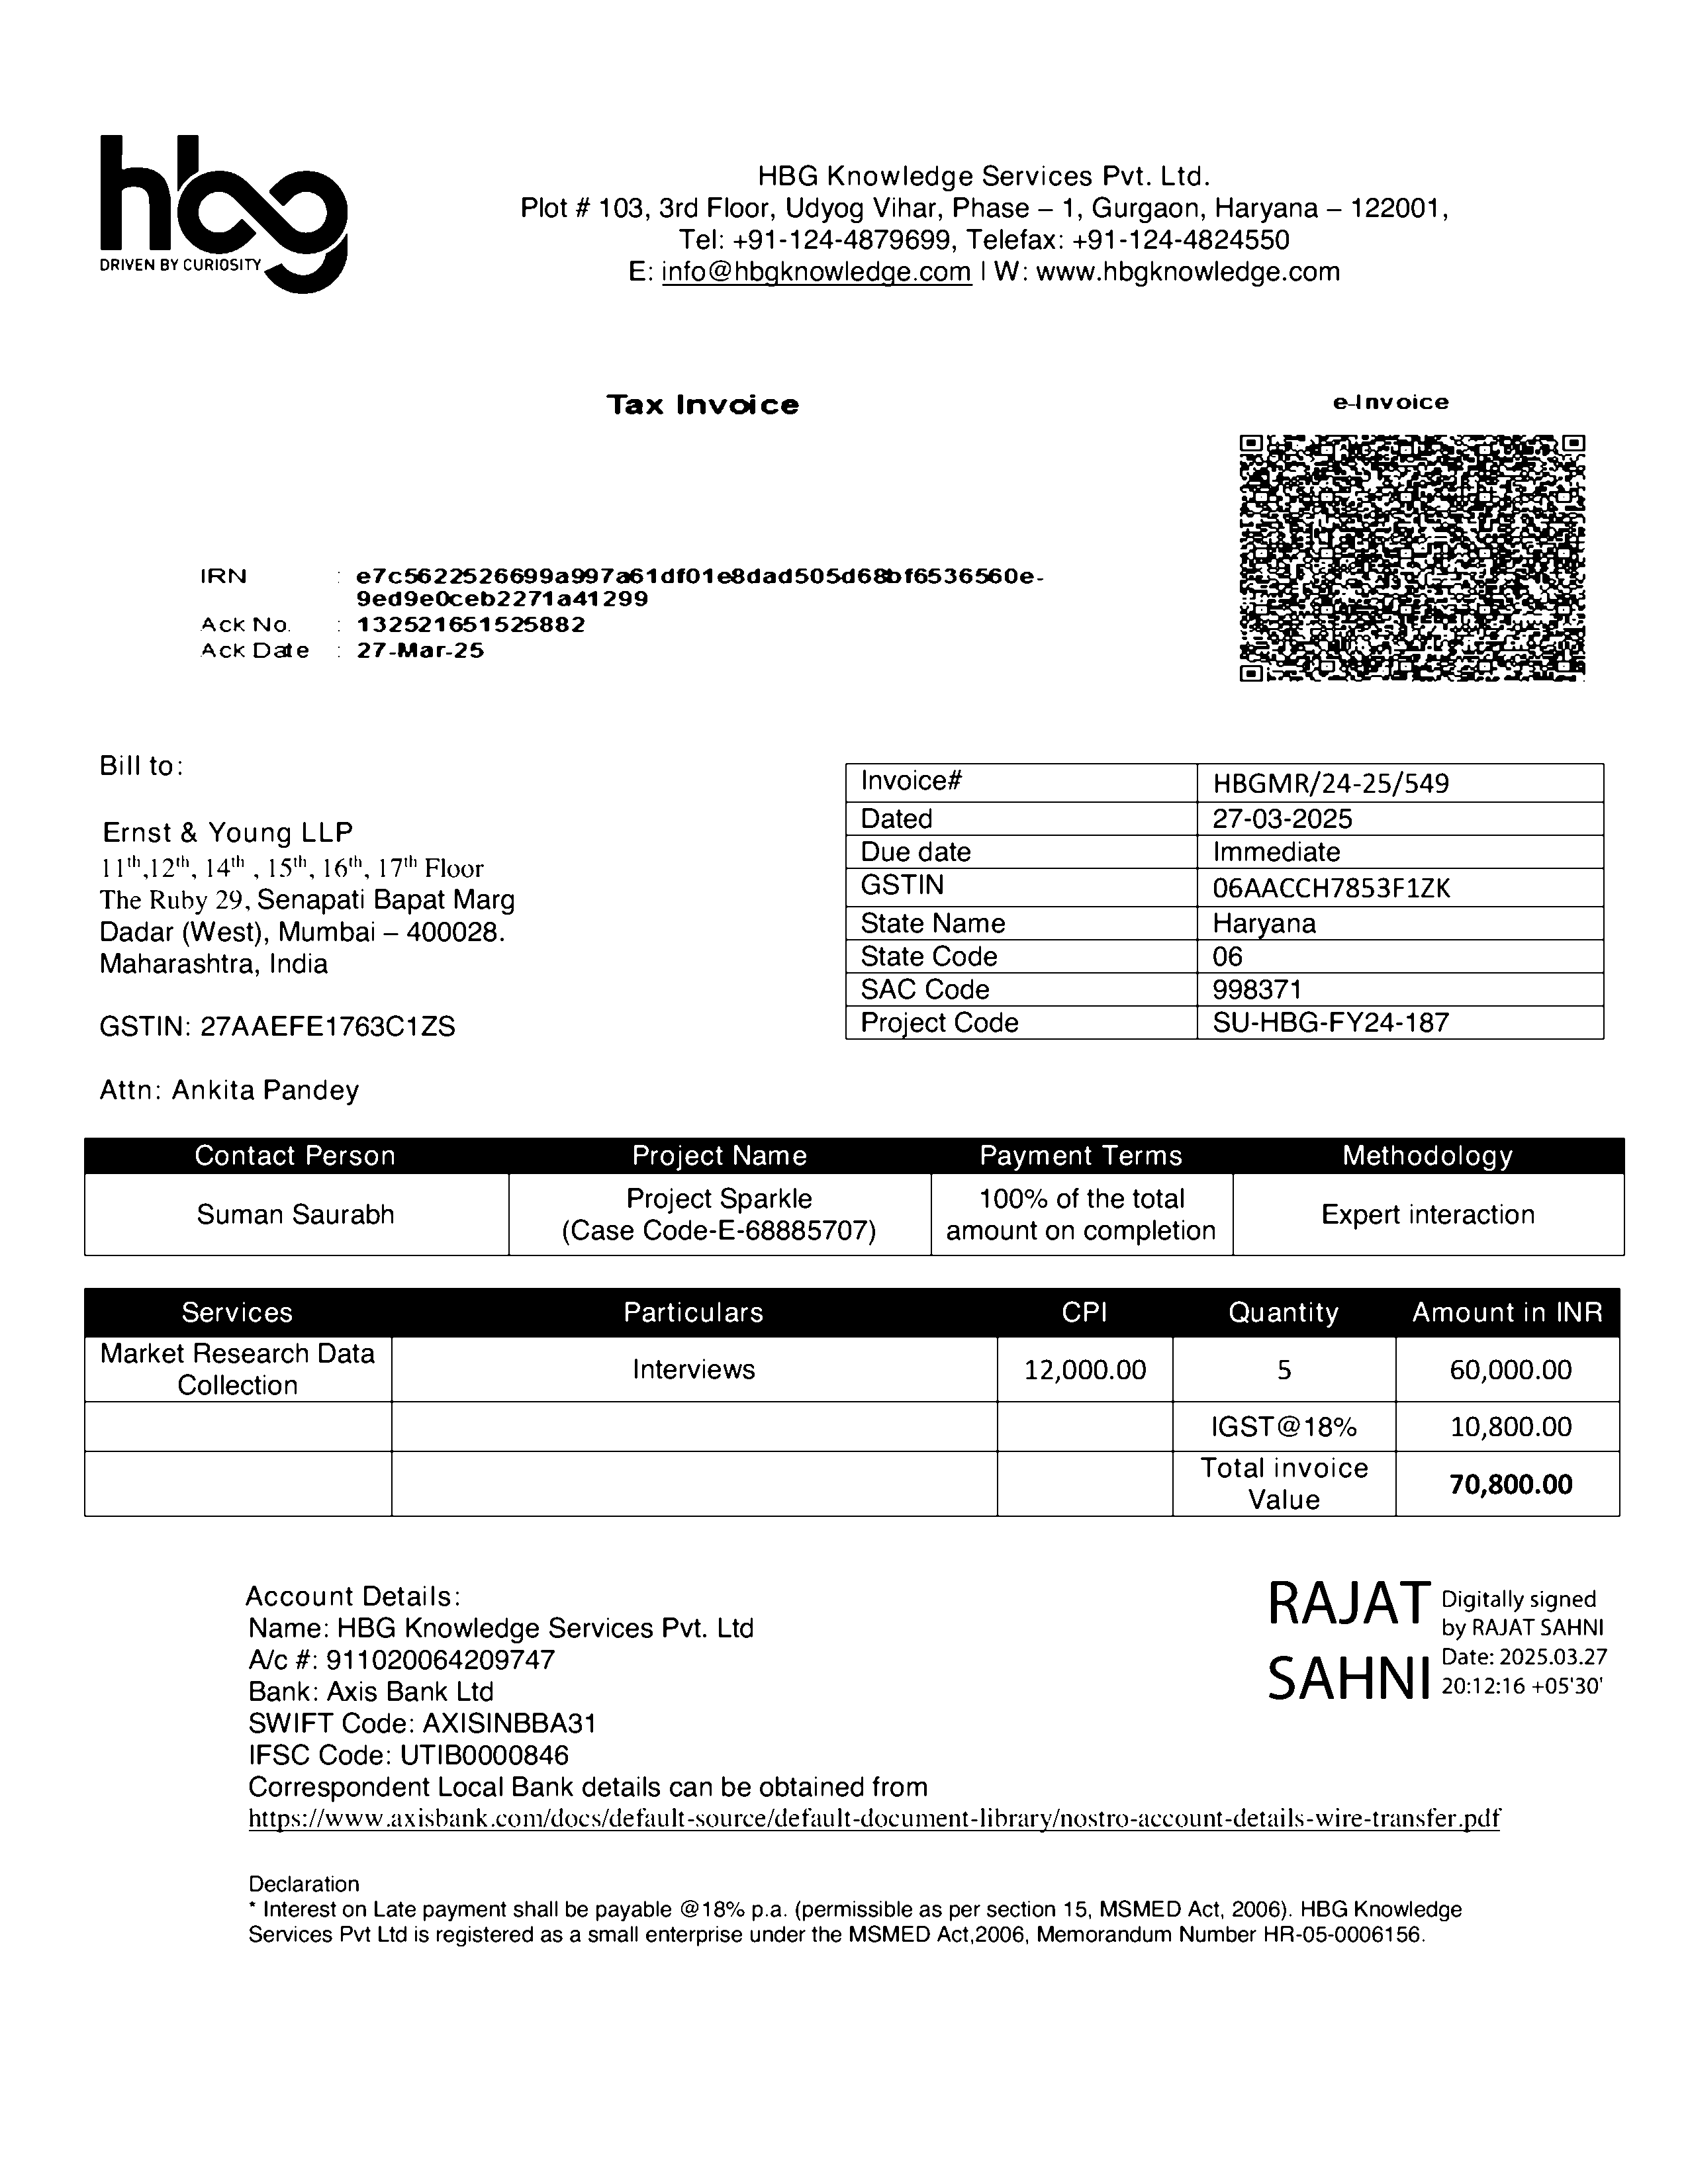 hbg
DRIVEN BY CURIOSITY
HBG Knowledge Services Pvt. Ltd.
Plot # 103, 3rd Floor, Udyog Vihar, Phase – 1, Gurgaon, Haryana – 122001,
Tel: +91-124-4879699, Telefax: +91-124-4824550
E: info@hbgknowledge.com I W: www.hbgknowledge.com
Tax Invoice
e-Invoice
IRN : e7c5622526699a997a61df01e8dad505d68bf6536560e-
9ed9e0ceb2271a41299
Ack No. : 132521651525882
Ack Date : 27-Mar-25
Bill to:
Ernst & Young LLP
11th,12th, 14th , 15th, 16th, 17th Floor
The Ruby 29, Senapati Bapat Marg
Dadar (West), Mumbai – 400028.
Maharashtra, India
GSTIN: 27AAEFE1763C1ZS
Attn: Ankita Pandey
Invoice# HBGMR/24-25/549
Dated 27-03-2025
Due date Immediate
GSTIN 06AACCH7853F1ZK
State Name Haryana
State Code 06
SAC Code 998371
Project Code SU-HBG-FY24-187
Contact Person Project Name Payment Terms Methodology
Suman Saurabh Project Sparkle 100% of the total Expert interaction
(Case Code-E-68885707) amount on completion
Services Particulars CPI Quantity Amount in INR
Market Research Data Interviews 12,000.00 5 60,000.00
Collection
IGST@18% 10,800.00
Total invoice 70,800.00
Value
Account Details:
Name: HBG Knowledge Services Pvt. Ltd
A/c #: 911020064209747
Bank: Axis Bank Ltd
SWIFT Code: AXISINBBA31
IFSC Code: UTIB0000846
Correspondent Local Bank details can be obtained from
https://www.axisbank.com/docs/default-source/default-document-library/nostro-account-details-wire-transfer.pdf
RAJAT
SAHNI
Digitally signed
by RAJAT SAHNI
Date: 2025.03.27
20:12:16 +05'30'
Declaration
* Interest on Late payment shall be payable @18% p.a. (permissible as per section 15, MSMED Act, 2006). HBG Knowledge
Services Pvt Ltd is registered as a small enterprise under the MSMED Act,2006, Memorandum Number HR-05-0006156.